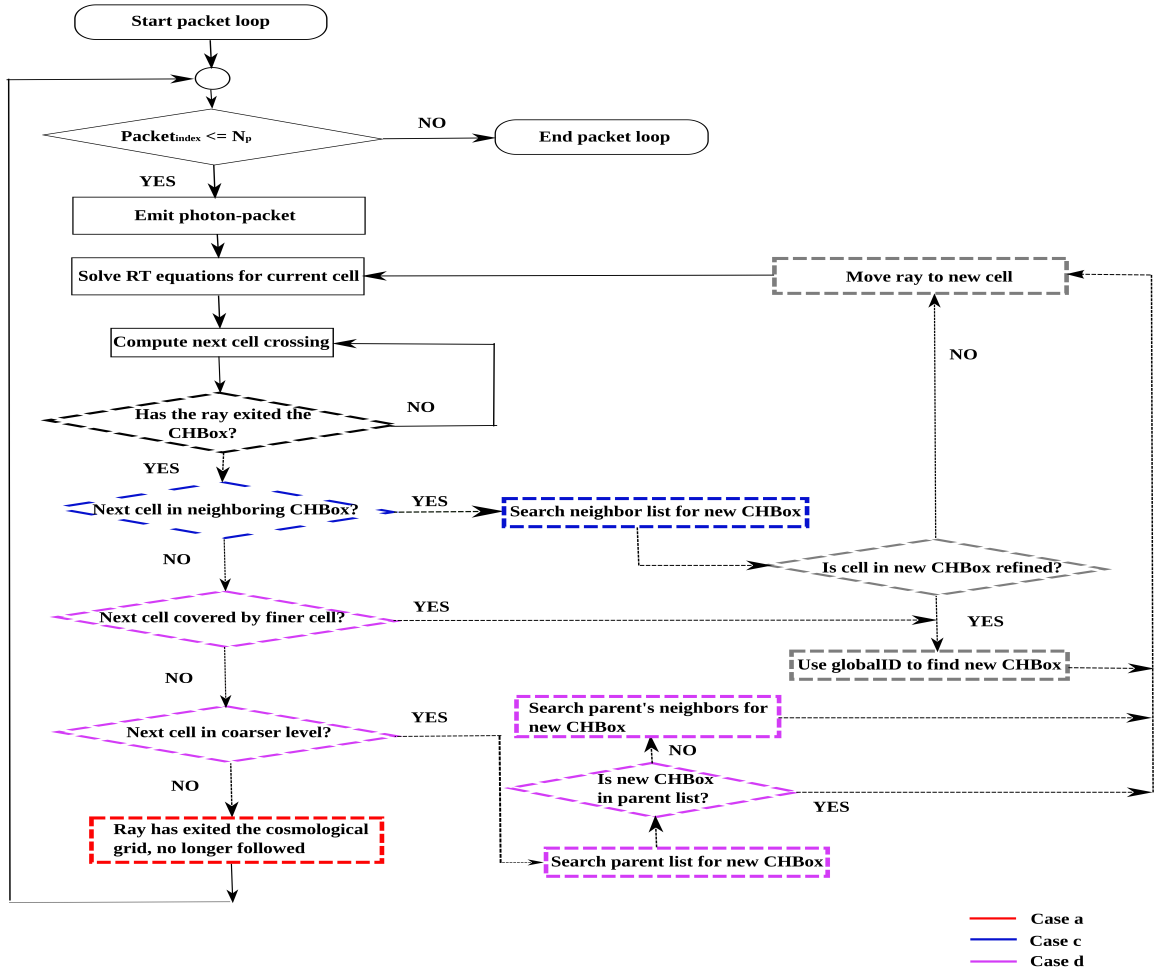 Start packet loop
Packetindex <= Np
NO
End packet loop
YES
Emit photon-packet
Solve RT equations for current cell
Move ray to new cell
Compute next cell crossing
NO
Has the ray exited the
CHBox?
NO
YES
Next cell in neighboring CHBox?
YES
Search neighbor list for new CHBox
NO
Is cell in new CHBox refined?
Next cell covered by finer cell?
YES
YES
Use globalID to find new CHBox
NO
Search parent's neighbors for
new CHBox
Next cell in coarser level?
YES
NO
NO
Is new CHBox
in parent list?
YES
Ray has exited the cosmological
grid, no longer followed
Search parent list for new CHBox
Case a
Case c
Case d